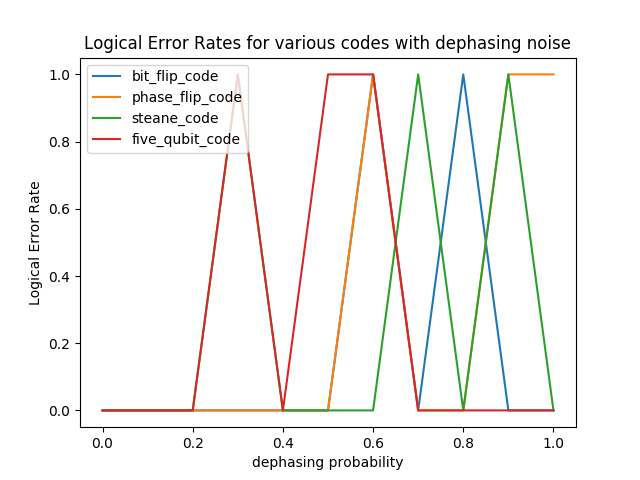 Logical Error Rates for various codes with dephasing noise
bit_flip_code
phase_flip_code
steane_code
five_qubit_code
Logical Error Rate
1.0
0.8
0.6
0.4
0.2
0.0
0.0 0.2 0.4 0.6 0.8 1.0
dephasing probability